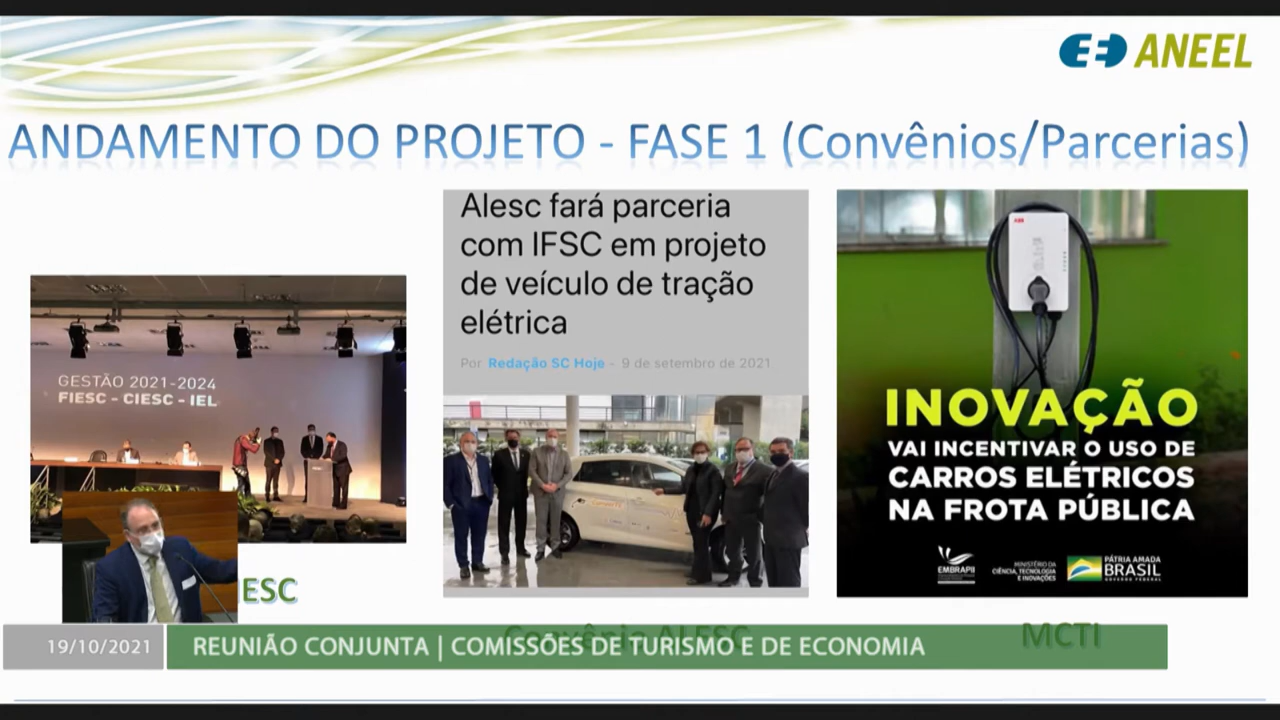 ANEEL
ANDAMENTO DO PROJETO - FASE 1 (Convênios/Parcerias)
GESTÃO 2021-2024
FIESC - CIESC - IEL
ESC
Alesc fará parceria
com IFSC em projeto
de veículo de tração
elétrica
Por Redação SC Hoje - 9 de setembro de 2021
Convênio ALESC
ABB
INOVAÇÃO
VAI INCENTIVAR O USO DE
CARROS ELÉTRICOS
NA FROTA PÚBLICA
EMBRAPII
MINISTÉRIO DA
CIÊNCIA, TECNOLOGIA
E INOVAÇÕES
PÁTRIA AMADA
BRASIL
GOVERNO FEDERAL
MCTI
19/10/2021
REUNIÃO CONJUNTA | COMISSÕES DE TURISMO E DE ECONOMIA